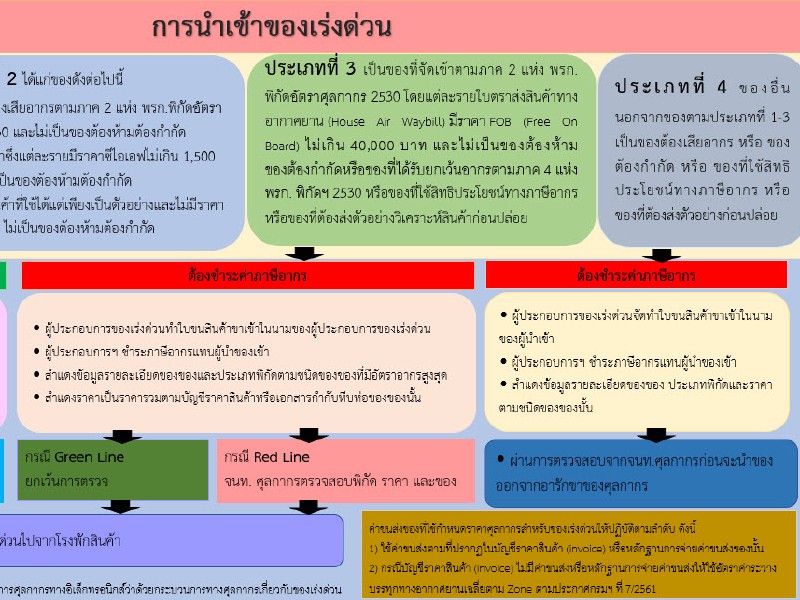 การนำเข้าของเร่งด่วน
2 ได้แก่ของดังต่อไปนี้
งเสียอากรตามภาค 2 แห่ง พรก.พิกัดอัตรา
0 และไม่เป็นของต้องห้ามต้องกำกัด
าซึ่งแต่ละรายมีราคาซีไอเอฟไม่เกิน 1,500
เป็นของต้องห้ามต้องกำกัด
ค้าที่ใช้ได้แต่เพียงเป็นตัวอย่างและไม่มีราคา
ไม่เป็นของต้องห้ามต้องกำกัด
ประเภทที่ 3 เป็นของที่จัดเข้าตามภาค 2 แห่ง พรก.
พิกัดอัตราศุลกากร 2530 โดยแต่ละรายใบตราส่งสินค้าทาง
อากาศยาน (House Air Waybill) มีราคา FOB (Free On
Board) ไม่เกิน 40,000 บาท และไม่เป็นของต้องห้าม
ของต้องกำกัดหรือของที่ได้รับยกเว้นอากรตามภาค 4 แห่ง
พรก. พิกัดฯ 2530 หรือของที่ใช้สิทธิประโยชน์ทางภาษีอากร
หรือของที่ต้องส่งตัวอย่างวิเคราะห์สินค้าก่อนปล่อย
ประเภทที่ 4 ของอื่น
นอกจากของตามประเภทที่ 1-3
เป็นของต้องเสียอากร หรือ ของ
ต้องกำกัด หรือ ของที่ใช้สิทธิ
ประโยชน์ทางภาษีอากร หรือ
ของที่ต้องส่งตัวอย่างก่อนปล่อย
ต้องชำระค่าภาษีอากร
ต้องชำระค่าภาษีอากร
• ผู้ประกอบการของเร่งด่วนทำใบขนสินค้าขาเข้าในนามของผู้ประกอบการของเร่งด่วน
• ผู้ประกอบการฯ ชำระภาษีอากรแทนผู้นำของเข้า
• สำแดงข้อมูลรายละเอียดของของและประเภทพิกัดตามชนิดของของที่มีอัตราอากรสูงสุด
• สำแดงราคาเป็นราคารวมตามบัญชีราคาสินค้าหรือเอกสารกำกับหีบห่อของของนั้น
• ผู้ประกอบการของเร่งด่วนจัดทำใบขนสินค้าขาเข้าในนาม
ของผู้นำเข้า
• ผู้ประกอบการฯ ชำระภาษีอากรแทนผู้นำของเข้า
• สำแดงข้อมูลรายละเอียดของของ ประเภทพิกัดและราคา
ตามชนิดของของนั้น
กรณี Green Line
ยกเว้นการตรวจ
กรณี Red Line
จนท. ศุลกากรตรวจสอบพิกัด ราคา และของ
• ผ่านการตรวจสอบจากจนท.ศุลกากรก่อนจะนำของ
ออกจากอารักขาของศุลกากร
ด่วนไปจากโรงพักสินค้า
ค่าขนส่งของที่ใช้กำหนดราคาศุลกากรสำหรับของเร่งด่วนให้ปฏิบัติตามลำดับ ดังนี้
1) ใช้ค่าขนส่งตามที่ปรากฏในบัญชีราคาสินค้า (invoice) หรือหลักฐานการจ่ายค่าขนส่งของนั้น
2) กรณีบัญชีราคาสินค้า (invoice) ไม่มีค่าขนส่งหรือหลักฐานการจ่ายค่าขนส่งให้ใช้อัตราค่าระวาง
บรรทุกทางอากาศยานเฉลี่ยตาม Zone ตามประกาศกรมฯ ที่ 7/2561
การศุลกากรทางอิเล็กทรอนิกส์ว่าด้วยกระบวนการทางศุลกากรเกี่ยวกับของเร่งด่วน